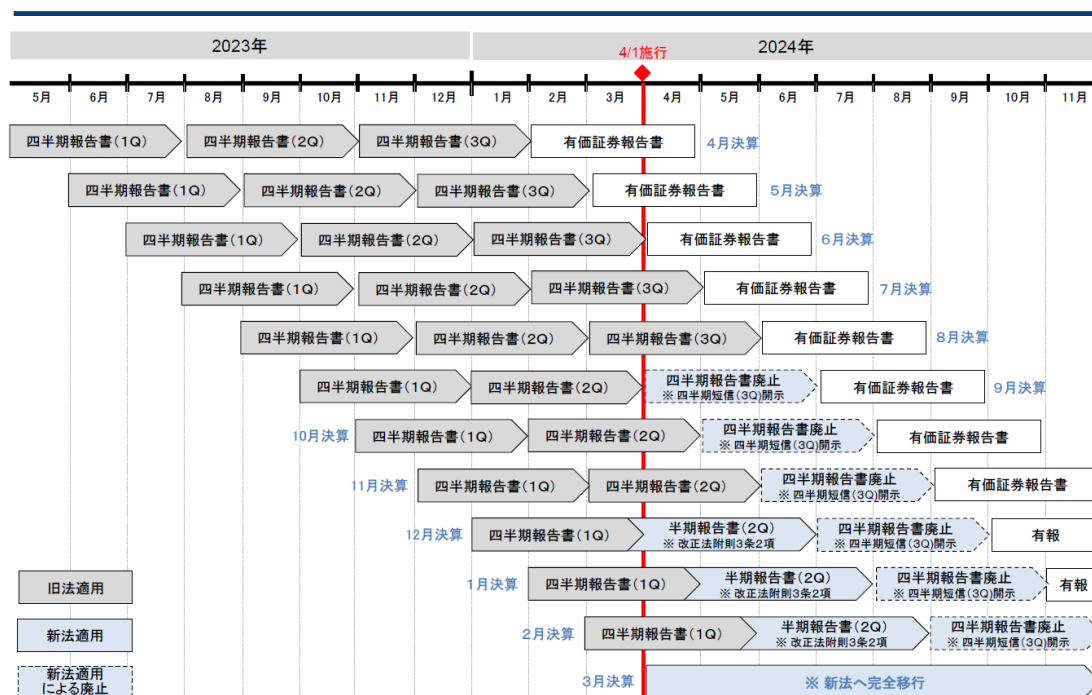 2023年
2024年
4/1施行
5月 6月 7月 8月 9月 10月 11月 12月 1月 2月 3月 4月 5月 6月 7月 8月 9月 10月 11月
四半期報告書(1Q) 四半期報告書(2Q) 四半期報告書(3Q) 有価証券報告書 4月決算
四半期報告書(1Q) 四半期報告書(2Q) 四半期報告書(3Q) 有価証券報告書 5月決算
四半期報告書(1Q) 四半期報告書(2Q) 四半期報告書(3Q) 有価証券報告書 6月決算
四半期報告書(1Q) 四半期報告書(2Q) 四半期報告書(3Q) 有価証券報告書 7月決算
四半期報告書(1Q) 四半期報告書(2Q) 四半期報告書(3Q) 有価証券報告書 8月決算
四半期報告書(1Q) 四半期報告書(2Q) 四半期報告書廃止 有価証券報告書 9月決算
※ 四半期短信(3Q)開示
10月決算 四半期報告書(1Q) 四半期報告書(2Q) 四半期報告書廃止 有価証券報告書
※ 四半期短信(3Q)開示
11月決算 四半期報告書(1Q) 四半期報告書(2Q) 四半期報告書廃止 有価証券報告書
※ 四半期短信(3Q)開示
12月決算 四半期報告書(1Q) 半期報告書(2Q) 四半期報告書廃止 有報
※ 改正法附則3条2項 ※ 四半期短信(3Q)開示
1月決算 四半期報告書(1Q) 半期報告書(2Q) 四半期報告書廃止 有報
※ 改正法附則3条2項 ※ 四半期短信(3Q)開示
2月決算 四半期報告書(1Q) 半期報告書(2Q) 四半期報告書廃止
※ 改正法附則3条2項 ※ 四半期短信(3Q)開示
3月決算 ※ 新法へ完全移行
旧法適用
新法適用
新法適用
による廃止